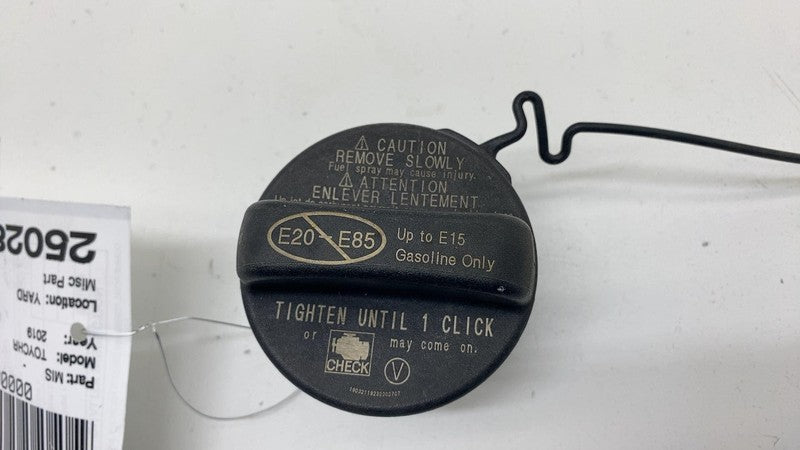 ⚠ CAUTION
REMOVE SLOWLY
Fuel spray may cause injury.
⚠ ATTENTION
ENLEVER LENTEMENT
E20-E85
Up to E15
Gasoline Only
TIGHTEN UNTIL 1 CLICK
or
CHECK
may come on.
V
25028
Misc Part
Location: YARD
Year: 2019
Model: TOYCHR
Part: MIS